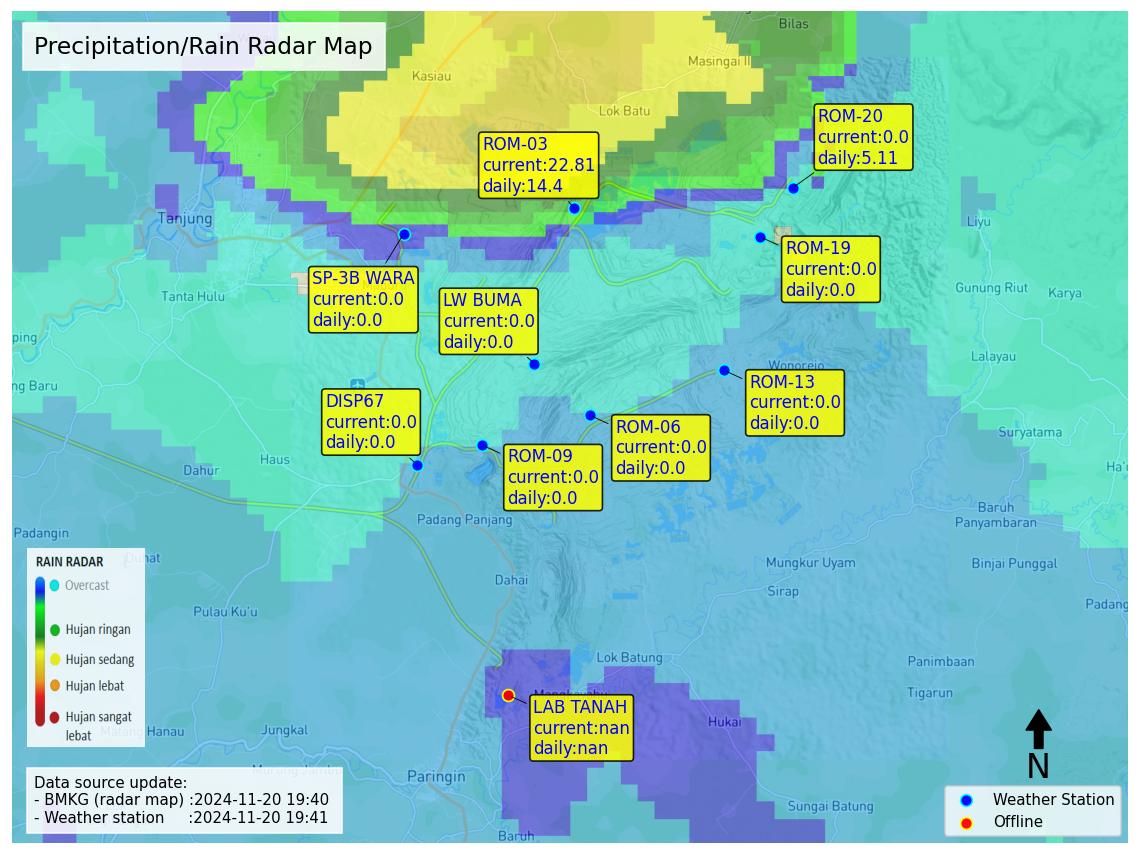 Precipitation/Rain Radar Map
Bilas
Kasiau
Masingai II
Lok Batu
ROM-20
current:0.0
daily:5.11
ROM-03
current:22.81
daily:14.4
Tanjung
Liyu
ROM-19
current:0.0
daily:0.0
SP-3B WARA
current:0.0
daily:0.0
Tanta Hulu
LW BUMA
current:0.0
daily:0.0
Gunung Riut
Karya
ping
Lalayau
Wonorejo
ROM-13
current:0.0
daily:0.0
ng Baru
DISP67
current:0.0
daily:0.0
ROM-06
current:0.0
daily:0.0
Suryatama
ROM-09
current:0.0
daily:0.0
Haus
Dahur
Ha'u
Baruh
Panyambaran
Padang Panjang
Padangin
Mungkur Uyam
Binjai Punggal
Dahai
Sirap
Padang
Pulau Ku'u
RAIN RADAR
Overcast
Hujan ringan
Hujan sedang
Hujan lebat
Hujan sangat
lebat
Lok Batung
Panimbaan
Tigarun
LAB TANAH
current:nan
daily:nan
Hukai
Hanau
Jungkal
Paringin
Sungai Batung
Baruh
Data source update:
- BMKG (radar map) :2024-11-20 19:40
- Weather station :2024-11-20 19:41
N
Weather Station
Offline